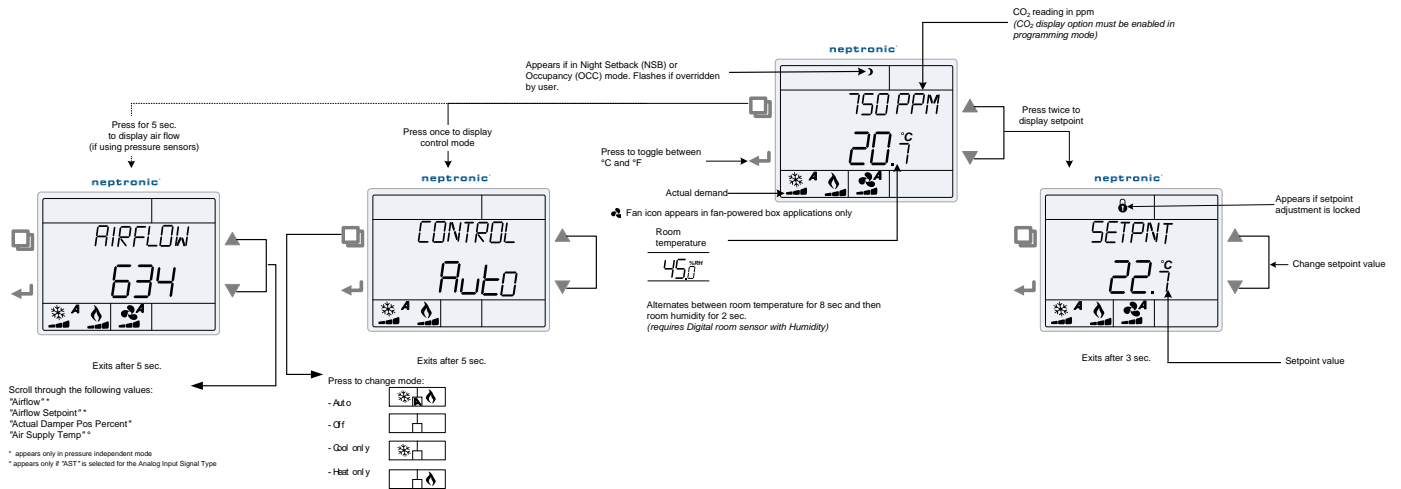 CO₂ reading in ppm
(CO₂ display option must be enabled in
programming mode)
neptronic
Appears if in Night Setback (NSB) or
Occupancy (OCC) mode. Flashes if overridden
by user.
750 PPM
20.7 °C
A
A
Press twice to
display setpoint
Press to toggle between
°C and °F
Actual demand
Fan icon appears in fan-powered box applications only
Room
temperature
45.0 %RH
Alternates between room temperature for 8 sec and then
room humidity for 2 sec.
(requires Digital room sensor with Humidity)
Press for 5 sec.
to display air flow
(if using pressure sensors)
neptronic
AIRFLOW
634
A
A
Exits after 5 sec.
Scroll through the following values:
"Airflow" *
"Airflow Setpoint" *
"Actual Damper Pos Percent"
"Air Supply Temp" °
* appears only in pressure independent mode
° appears only if "AST" is selected for the Analog Input Signal Type
Press once to display
control mode
neptronic
CONTROL
Auto
A
A
Exits after 5 sec.
Press to change mode:
- Auto
A
- Off
- Cool only
- Heat only
neptronic
Appears if setpoint
adjustment is locked
SETPNT
22.7 °C
A
A
Change setpoint value
Exits after 3 sec.
Setpoint value